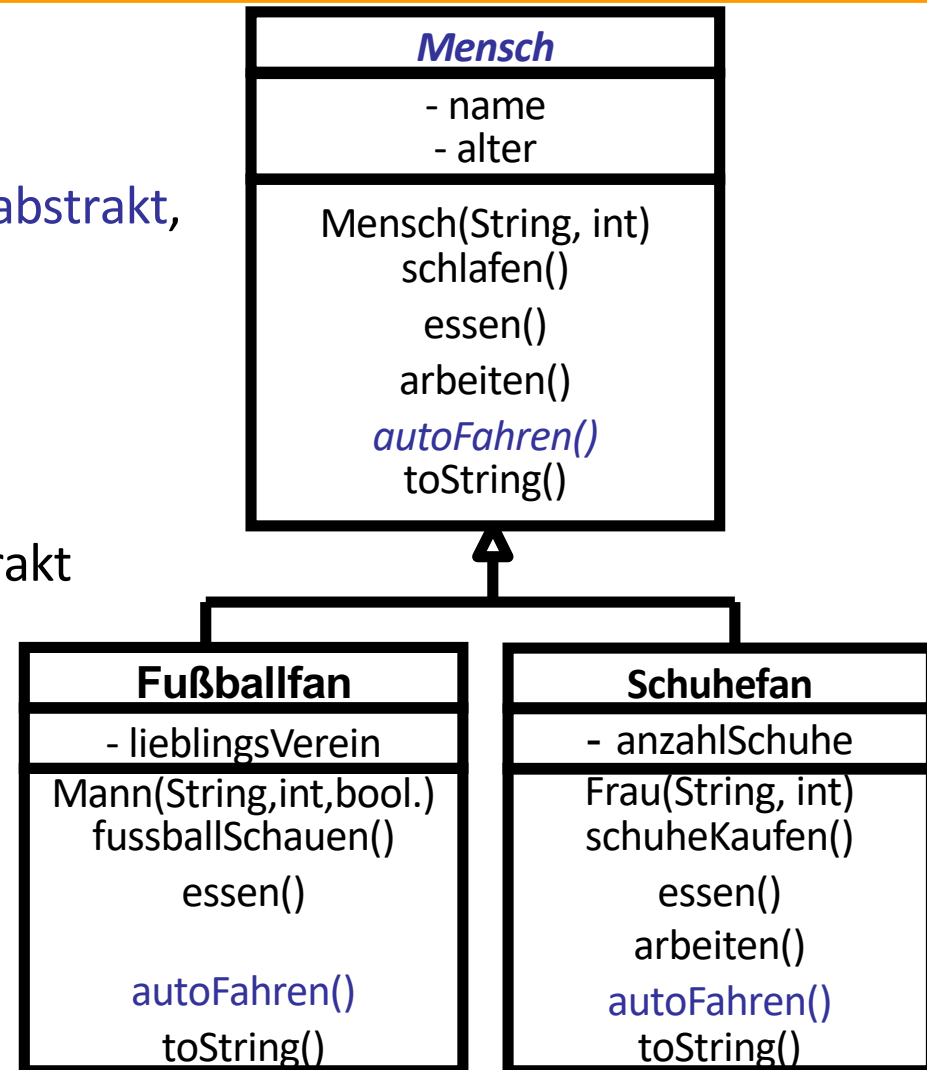 Mensch
- name
- alter
abstrakt,
Mensch(String, int)
schlafen()
essen()
arbeiten()
autoFahren()
toString()
rakt
Fußballfan
- lieblingsVerein
Mann(String,int,bool.)
fussballSchauen()
essen()
autoFahren()
toString()
Schuhefan
- anzahlSchuhe
Frau(String, int)
schuheKaufen()
essen()
arbeiten()
autoFahren()
toString()